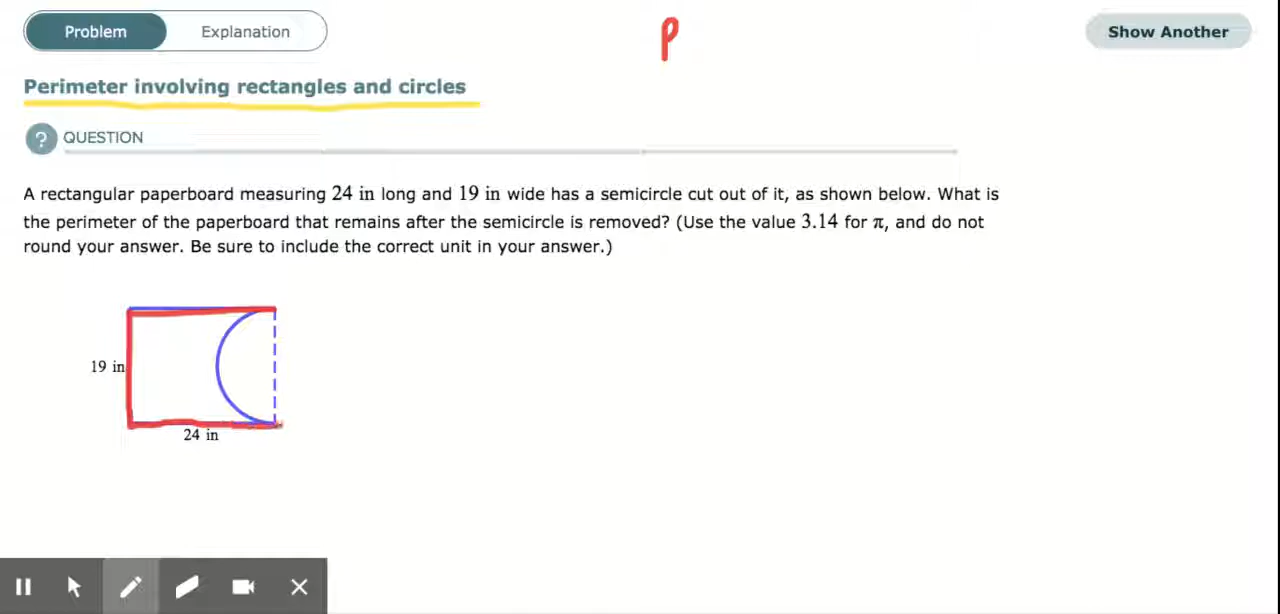 Problem Explanation P Show Another
Perimeter involving rectangles and circles
? QUESTION
A rectangular paperboard measuring 24 in long and 19 in wide has a semicircle cut out of it, as shown below. What is
the perimeter of the paperboard that remains after the semicircle is removed? (Use the value 3.14 for π, and do not
round your answer. Be sure to include the correct unit in your answer.)
19 in
24 in